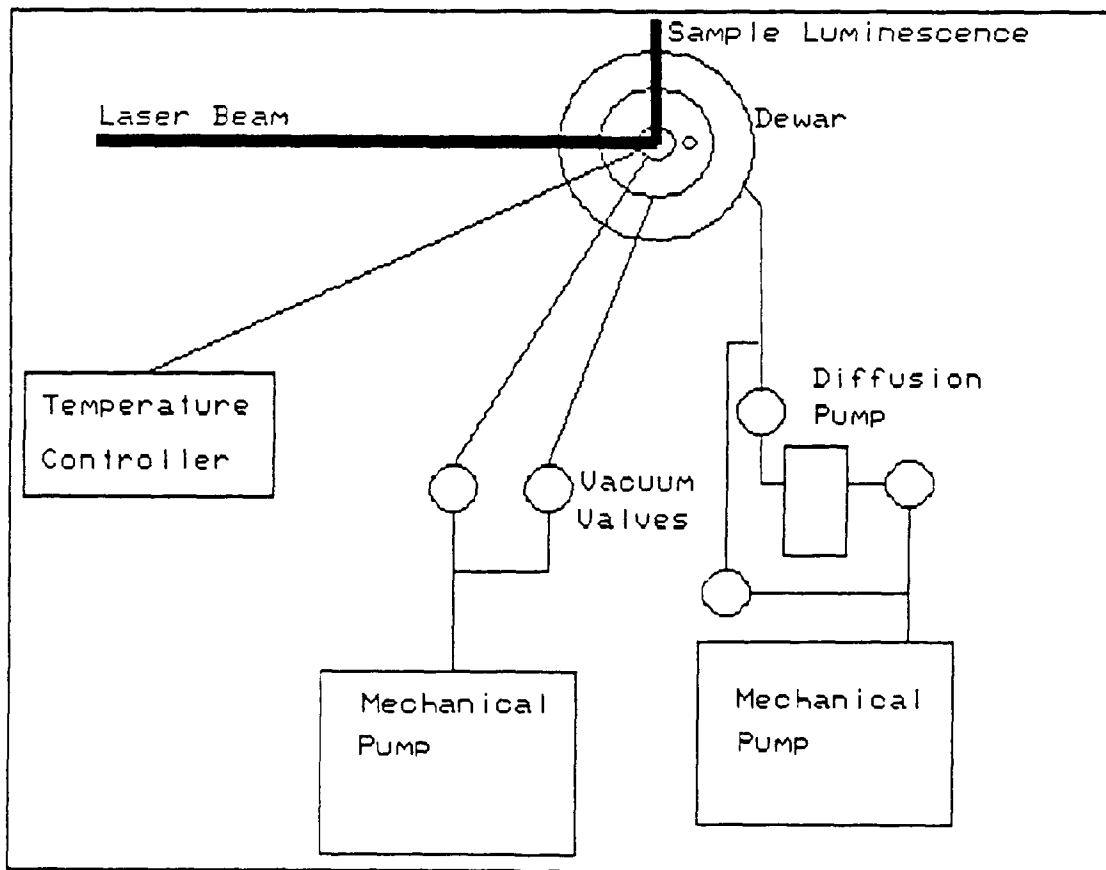 Sample Luminescence
Laser Beam
Dewar
Temperature
Controller
Diffusion
Pump
Vacuum
Valves
Mechanical
Pump
Mechanical
Pump